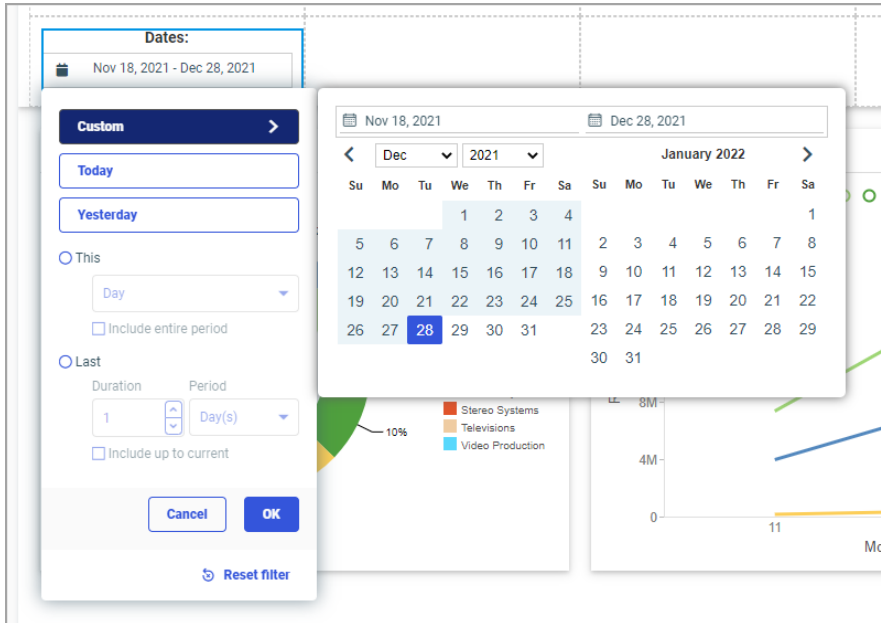 Dates:
Nov 18, 2021 - Dec 28, 2021
Custom
Today
Yesterday
This
Day
Include entire period
Last
Duration Period
1 Day(s)
Include up to current
Cancel OK
Reset filter
Nov 18, 2021 Dec 28, 2021
Dec 2021 January 2022
Su Mo Tu We Th Fr Sa Su Mo Tu We Th Fr Sa
1 2 3 4 1
5 6 7 8 9 10 11 2 3 4 5 6 7 8
12 13 14 15 16 17 18 9 10 11 12 13 14 15
19 20 21 22 23 24 25 16 17 18 19 20 21 22
26 27 28 29 30 31 23 24 25 26 27 28 29
30 31
10%
Stereo Systems
Televisions
Video Production
8M
4M
0
11